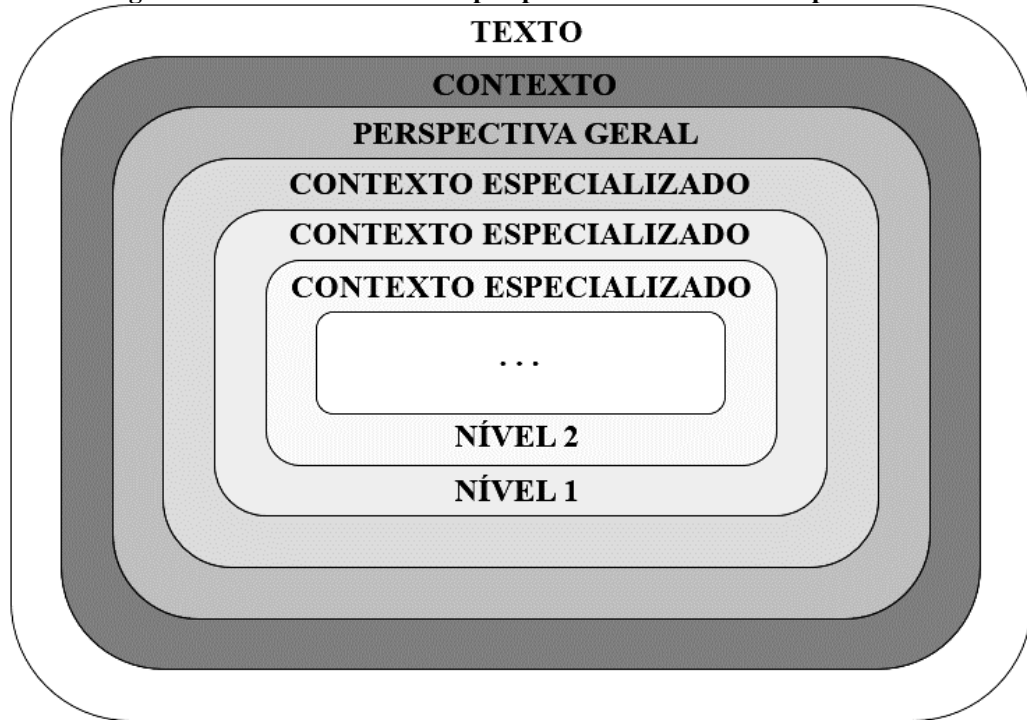 TEXTO
CONTEXTO
PERSPECTIVA GERAL
CONTEXTO ESPECIALIZADO
CONTEXTO ESPECIALIZADO
CONTEXTO ESPECIALIZADO
. . .
NÍVEL 2
NÍVEL 1